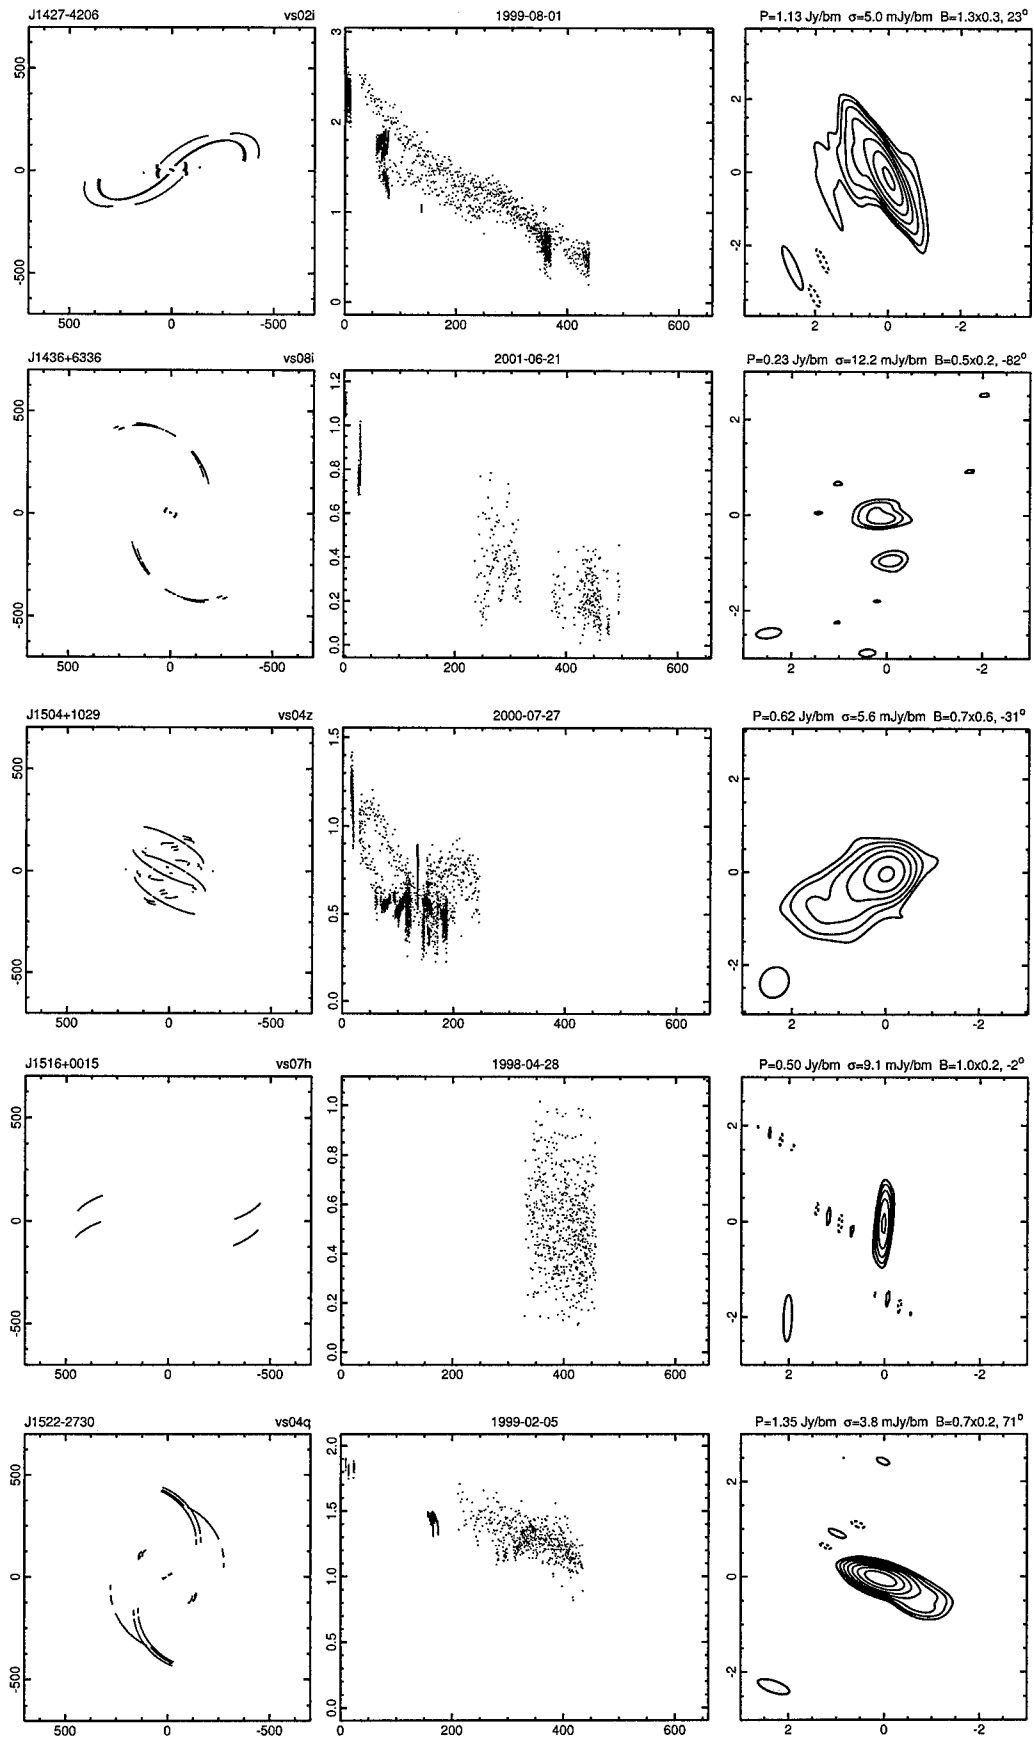 J1427-4206 vs02i 1999-08-01 P=1.13 Jy/bm σ=5.0 mJy/bm B=1.3x0.3, 23°
500
0
-500
500 0 -500
3
2
1
0
0 200 400 600
2
0
-2
2 0 -2
J1436+6336 vs08i 2001-06-21 P=0.23 Jy/bm σ=12.2 mJy/bm B=0.5x0.2, -82°
500
0
-500
500 0 -500
1.2
1.0
0.8
0.6
0.4
0.2
0.0
0 200 400 600
2
0
-2
2 0 -2
J1504+1029 vs04z 2000-07-27 P=0.62 Jy/bm σ=5.6 mJy/bm B=0.7x0.6, -31°
500
0
-500
500 0 -500
1.5
1.0
0.5
0.0
0 200 400 600
2
0
-2
2 0 -2
J1516+0015 vs07h 1998-04-28 P=0.50 Jy/bm σ=9.1 mJy/bm B=1.0x0.2, -2°
500
0
-500
500 0 -500
1.0
0.8
0.6
0.4
0.2
0.0
0 200 400 600
2
0
-2
2 0 -2
J1522-2730 vs04q 1999-02-05 P=1.35 Jy/bm σ=3.8 mJy/bm B=0.7x0.2, 71°
500
0
-500
500 0 -500
2.0
1.5
1.0
0.5
0.0
0 200 400 600
2
0
-2
2 0 -2